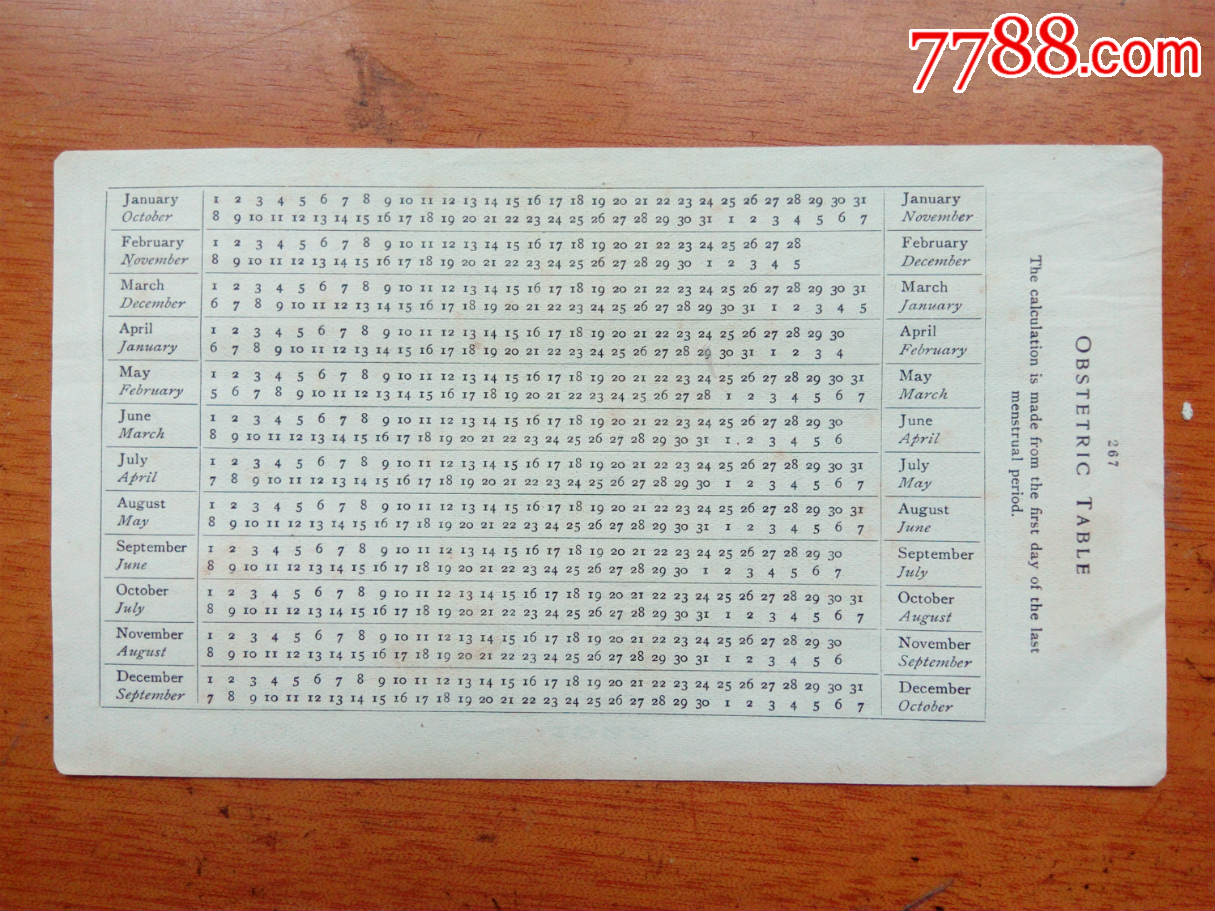 7788.com
267
OBSTETRIC TABLE
The calculation is made from the first day of the last
menstrual period.
January 1 2 3 4 5 6 7 8 9 10 11 12 13 14 15 16 17 18 19 20 21 22 23 24 25 26 27 28 29 30 31 January
October 8 9 10 11 12 13 14 15 16 17 18 19 20 21 22 23 24 25 26 27 28 29 30 31 1 2 3 4 5 6 7 November
February 1 2 3 4 5 6 7 8 9 10 11 12 13 14 15 16 17 18 19 20 21 22 23 24 25 26 27 28 February
November 8 9 10 11 12 13 14 15 16 17 18 19 20 21 22 23 24 25 26 27 28 29 30 1 2 3 4 5 December
March 1 2 3 4 5 6 7 8 9 10 11 12 13 14 15 16 17 18 19 20 21 22 23 24 25 26 27 28 29 30 31 March
December 6 7 8 9 10 11 12 13 14 15 16 17 18 19 20 21 22 23 24 25 26 27 28 29 30 31 1 2 3 4 5 January
April 1 2 3 4 5 6 7 8 9 10 11 12 13 14 15 16 17 18 19 20 21 22 23 24 25 26 27 28 29 30 April
January 6 7 8 9 10 11 12 13 14 15 16 17 18 19 20 21 22 23 24 25 26 27 28 29 30 31 1 2 3 4 February
May 1 2 3 4 5 6 7 8 9 10 11 12 13 14 15 16 17 18 19 20 21 22 23 24 25 26 27 28 29 30 31 May
February 5 6 7 8 9 10 11 12 13 14 15 16 17 18 19 20 21 22 23 24 25 26 27 28 1 2 3 4 5 6 7 March
June 1 2 3 4 5 6 7 8 9 10 11 12 13 14 15 16 17 18 19 20 21 22 23 24 25 26 27 28 29 30 June
March 8 9 10 11 12 13 14 15 16 17 18 19 20 21 22 23 24 25 26 27 28 29 30 31 1 2 3 4 5 6 April
July 1 2 3 4 5 6 7 8 9 10 11 12 13 14 15 16 17 18 19 20 21 22 23 24 25 26 27 28 29 30 31 July
April 7 8 9 10 11 12 13 14 15 16 17 18 19 20 21 22 23 24 25 26 27 28 29 30 1 2 3 4 5 6 7 May
August 1 2 3 4 5 6 7 8 9 10 11 12 13 14 15 16 17 18 19 20 21 22 23 24 25 26 27 28 29 30 31 August
May 8 9 10 11 12 13 14 15 16 17 18 19 20 21 22 23 24 25 26 27 28 29 30 31 1 2 3 4 5 6 7 June
September 1 2 3 4 5 6 7 8 9 10 11 12 13 14 15 16 17 18 19 20 21 22 23 24 25 26 27 28 29 30 September
June 8 9 10 11 12 13 14 15 16 17 18 19 20 21 22 23 24 25 26 27 28 29 30 1 2 3 4 5 6 7 July
October 1 2 3 4 5 6 7 8 9 10 11 12 13 14 15 16 17 18 19 20 21 22 23 24 25 26 27 28 29 30 31 October
July 8 9 10 11 12 13 14 15 16 17 18 19 20 21 22 23 24 25 26 27 28 29 30 31 1 2 3 4 5 6 7 August
November 1 2 3 4 5 6 7 8 9 10 11 12 13 14 15 16 17 18 19 20 21 22 23 24 25 26 27 28 29 30 November
August 8 9 10 11 12 13 14 15 16 17 18 19 20 21 22 23 24 25 26 27 28 29 30 31 1 2 3 4 5 6 September
December 1 2 3 4 5 6 7 8 9 10 11 12 13 14 15 16 17 18 19 20 21 22 23 24 25 26 27 28 29 30 31 December
September 7 8 9 10 11 12 13 14 15 16 17 18 19 20 21 22 23 24 25 26 27 28 29 30 1 2 3 4 5 6 7 October